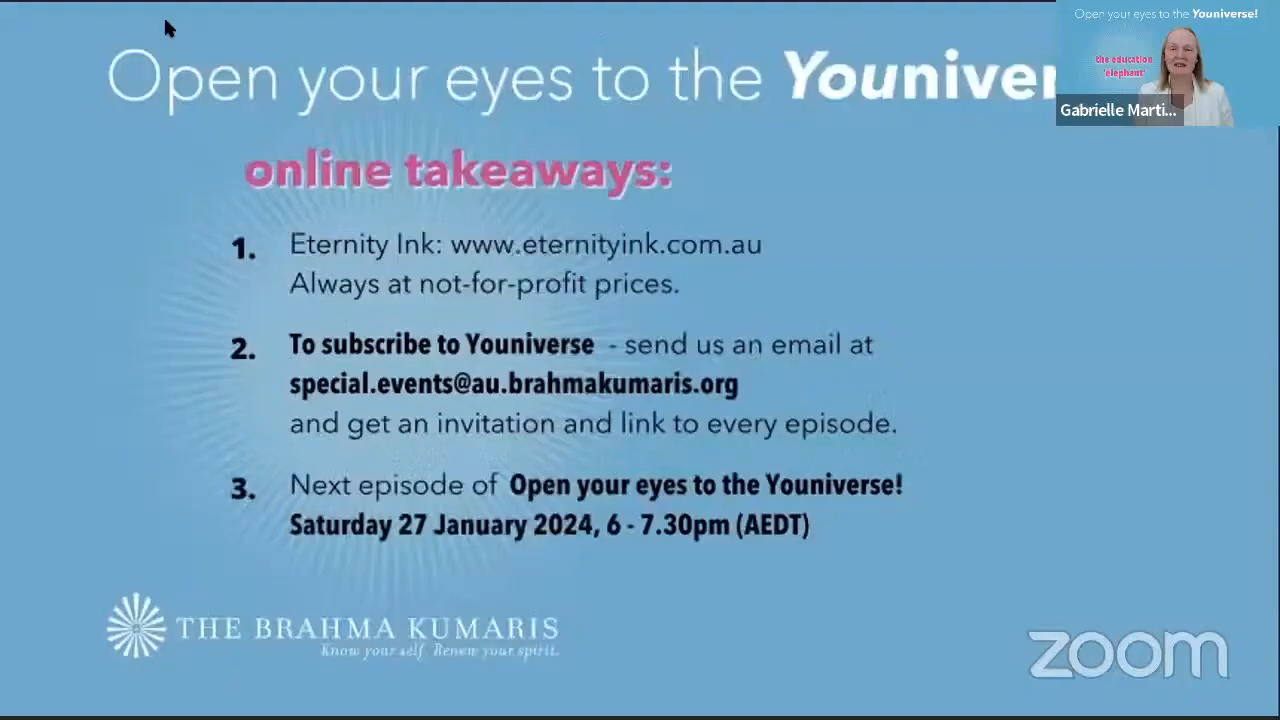 Open your eyes to the Youniver
Open your eyes to the Youniverse!
the education
'elephant'
Gabrielle Marti...
online takeaways:
1. Eternity Ink: www.eternityink.com.au
Always at not-for-profit prices.
2. To subscribe to Youniverse - send us an email at
special.events@au.brahmakumaris.org
and get an invitation and link to every episode.
3. Next episode of Open your eyes to the Youniverse!
Saturday 27 January 2024, 6 - 7.30pm (AEDT)
THE BRAHMA KUMARIS
Know your self. Renew your spirit.
zoom